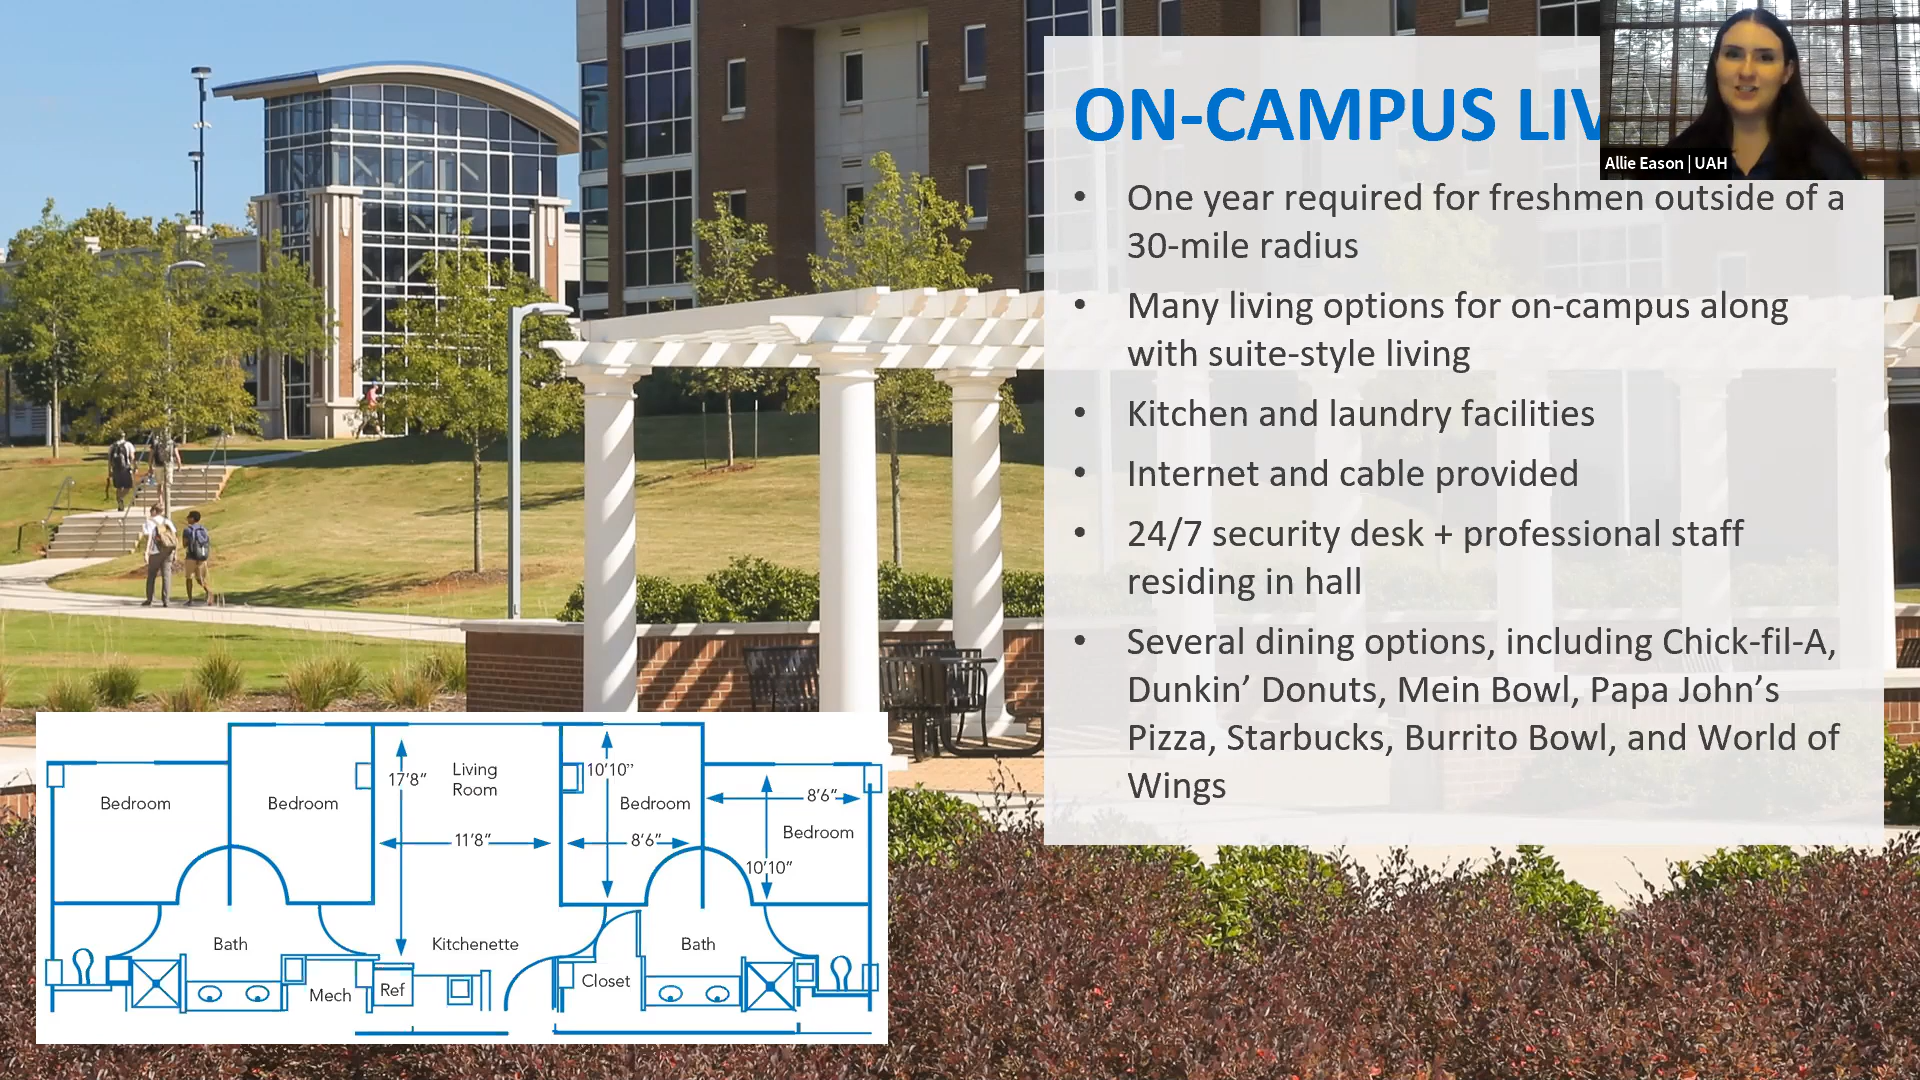 ON-CAMPUS LIV
Allie Eason | UAH
• One year required for freshmen outside of a
30-mile radius
• Many living options for on-campus along
with suite-style living
• Kitchen and laundry facilities
• Internet and cable provided
• 24/7 security desk + professional staff
residing in hall
• Several dining options, including Chick-fil-A,
Dunkin’ Donuts, Mein Bowl, Papa John’s
Pizza, Starbucks, Burrito Bowl, and World of
Wings
Bedroom
Bedroom
17’8”
Living
Room
11’8”
10’10”
Bedroom
8’6”
8’6”
Bedroom
10’10”
Bath
Kitchenette
Bath
Mech
Ref
Closet